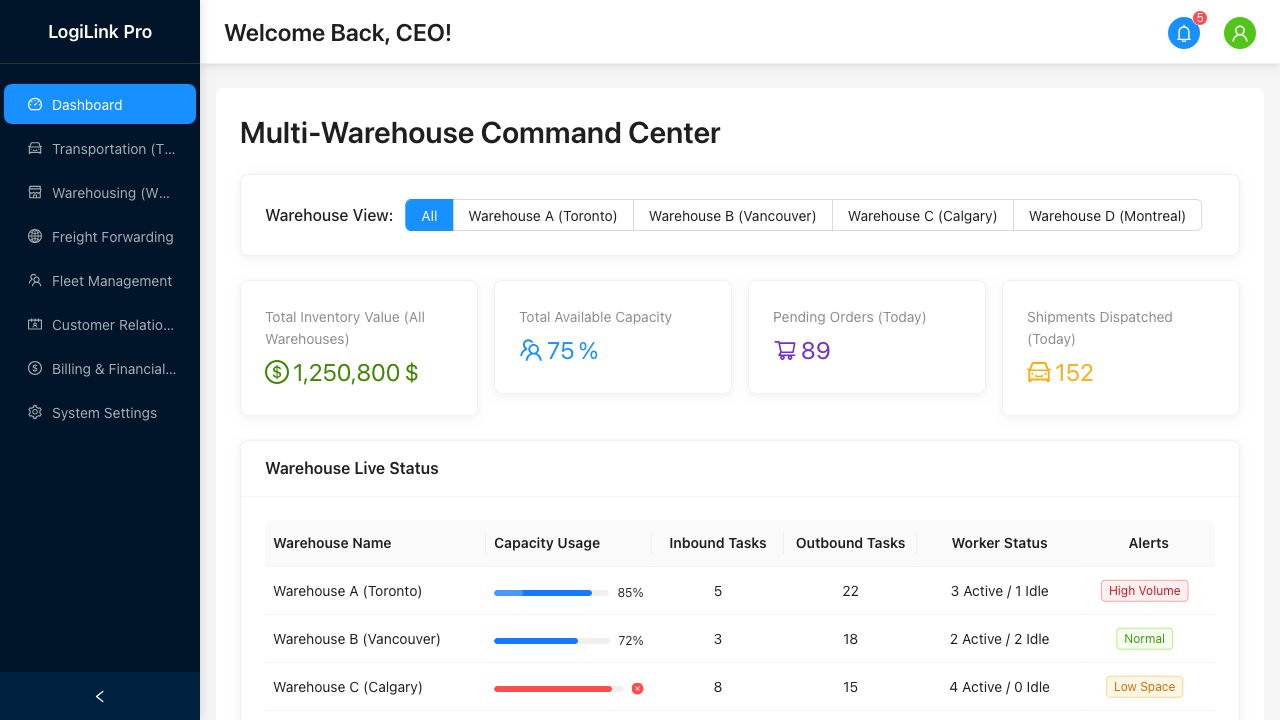 LogiLink Pro
Welcome Back, CEO!
5
Dashboard
Transportation (T...
Warehousing (W...
Freight Forwarding
Fleet Management
Customer Relatio...
Billing & Financial...
System Settings
Multi-Warehouse Command Center
Warehouse View:
All
Warehouse A (Toronto)
Warehouse B (Vancouver)
Warehouse C (Calgary)
Warehouse D (Montreal)
Total Inventory Value (All
Warehouses)
1,250,800 $
Total Available Capacity
75 %
Pending Orders (Today)
89
Shipments Dispatched
(Today)
152
Warehouse Live Status
Warehouse Name Capacity Usage Inbound Tasks Outbound Tasks Worker Status Alerts
Warehouse A (Toronto) 85% 5 22 3 Active / 1 Idle High Volume
Warehouse B (Vancouver) 72% 3 18 2 Active / 2 Idle Normal
Warehouse C (Calgary) 8 15 4 Active / 0 Idle Low Space